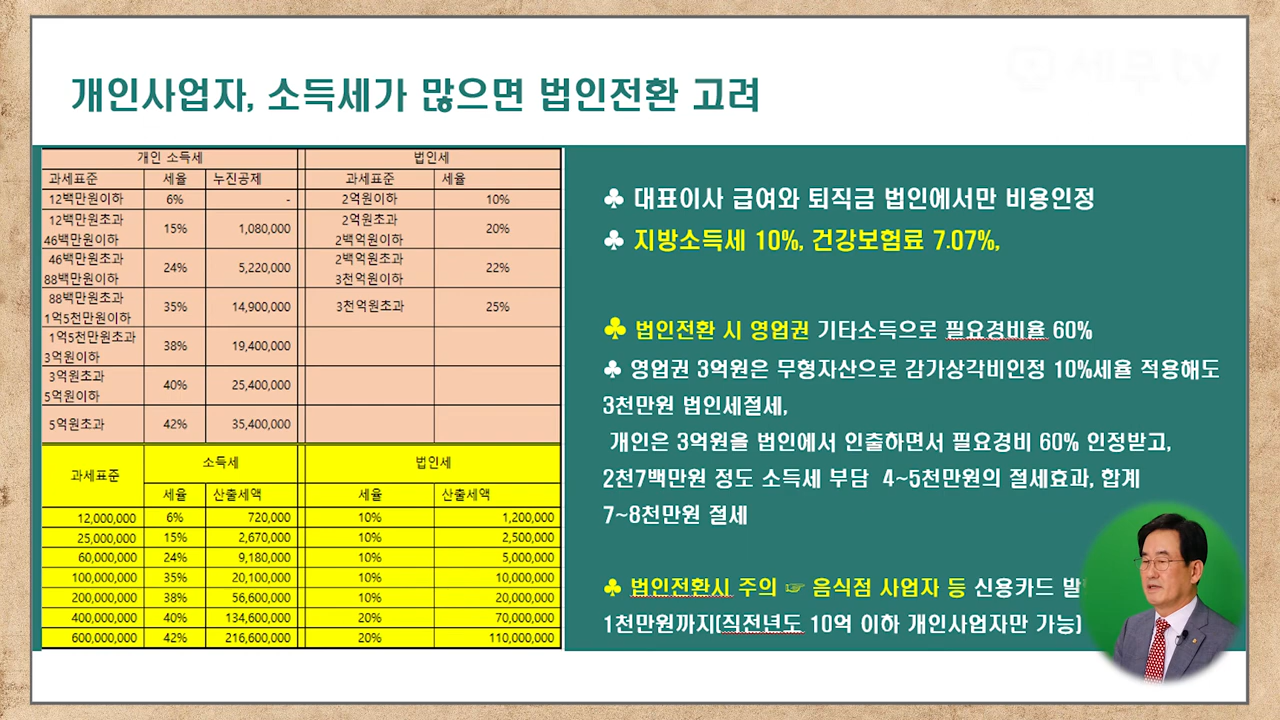 세무tv
개인사업자, 소득세가 많으면 법인전환 고려
개인 소득세 법인세
과세표준 세율 누진공제 과세표준 세율
12백만원이하 6% - 2억원이하 10%
12백만원초과 2억원초과
46백만원이하 15% 1,080,000 2백억원이하 20%
46백만원초과 2백억원초과
88백만원이하 24% 5,220,000 3천억원이하 22%
88백만원초과
1억5천만원이하 35% 14,900,000 3천억원초과 25%
1억5천만원초과
3억원이하 38% 19,400,000
3억원초과
5억원이하 40% 25,400,000
5억원초과 42% 35,400,000
과세표준 소득세 법인세
세율 산출세액 세율 산출세액
12,000,000 6% 720,000 10% 1,200,000
25,000,000 15% 2,670,000 10% 2,500,000
60,000,000 24% 9,180,000 10% 5,000,000
100,000,000 35% 20,100,000 10% 10,000,000
200,000,000 38% 56,600,000 10% 20,000,000
400,000,000 40% 134,600,000 20% 70,000,000
600,000,000 42% 216,600,000 20% 110,000,000
♣ 대표이사 급여와 퇴직금 법인에서만 비용인정
♣ 지방소득세 10%, 건강보험료 7.07%,
♣ 법인전환 시 영업권 기타소득으로 필요경비율 60%
♣ 영업권 3억원은 무형자산으로 감가상각비인정 10%세율 적용해도
3천만원 법인세절세,
개인은 3억원을 법인에서 인출하면서 필요경비 60% 인정받고,
2천7백만원 정도 소득세 부담 4~5천만원의 절세효과, 합계
7~8천만원 절세
♣ 법인전환시 주의 ☞ 음식점 사업자 등 신용카드
1천만원까지(직전년도 10억 이하 개인사업자만 가능)